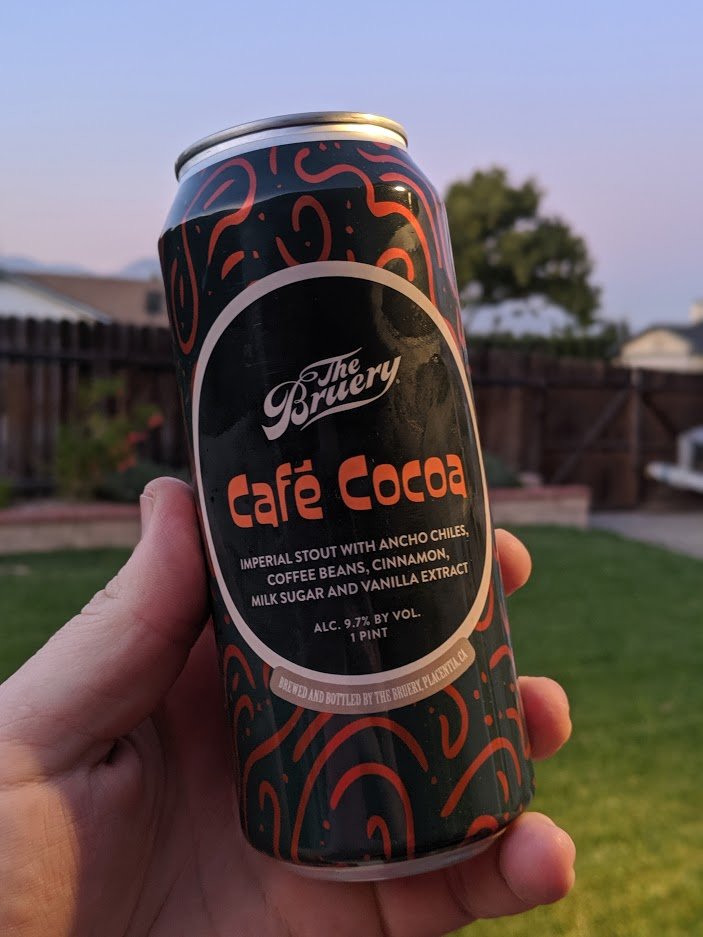 The
Bruery
Café Cocoa
IMPERIAL STOUT WITH ANCHO CHILES,
COFFEE BEANS, CINNAMON,
MILK SUGAR AND VANILLA EXTRACT
ALC. 9.7% BY VOL.
1 PINT
BREWED AND BOTTLED BY THE BRUERY, PLACENTIA, CA